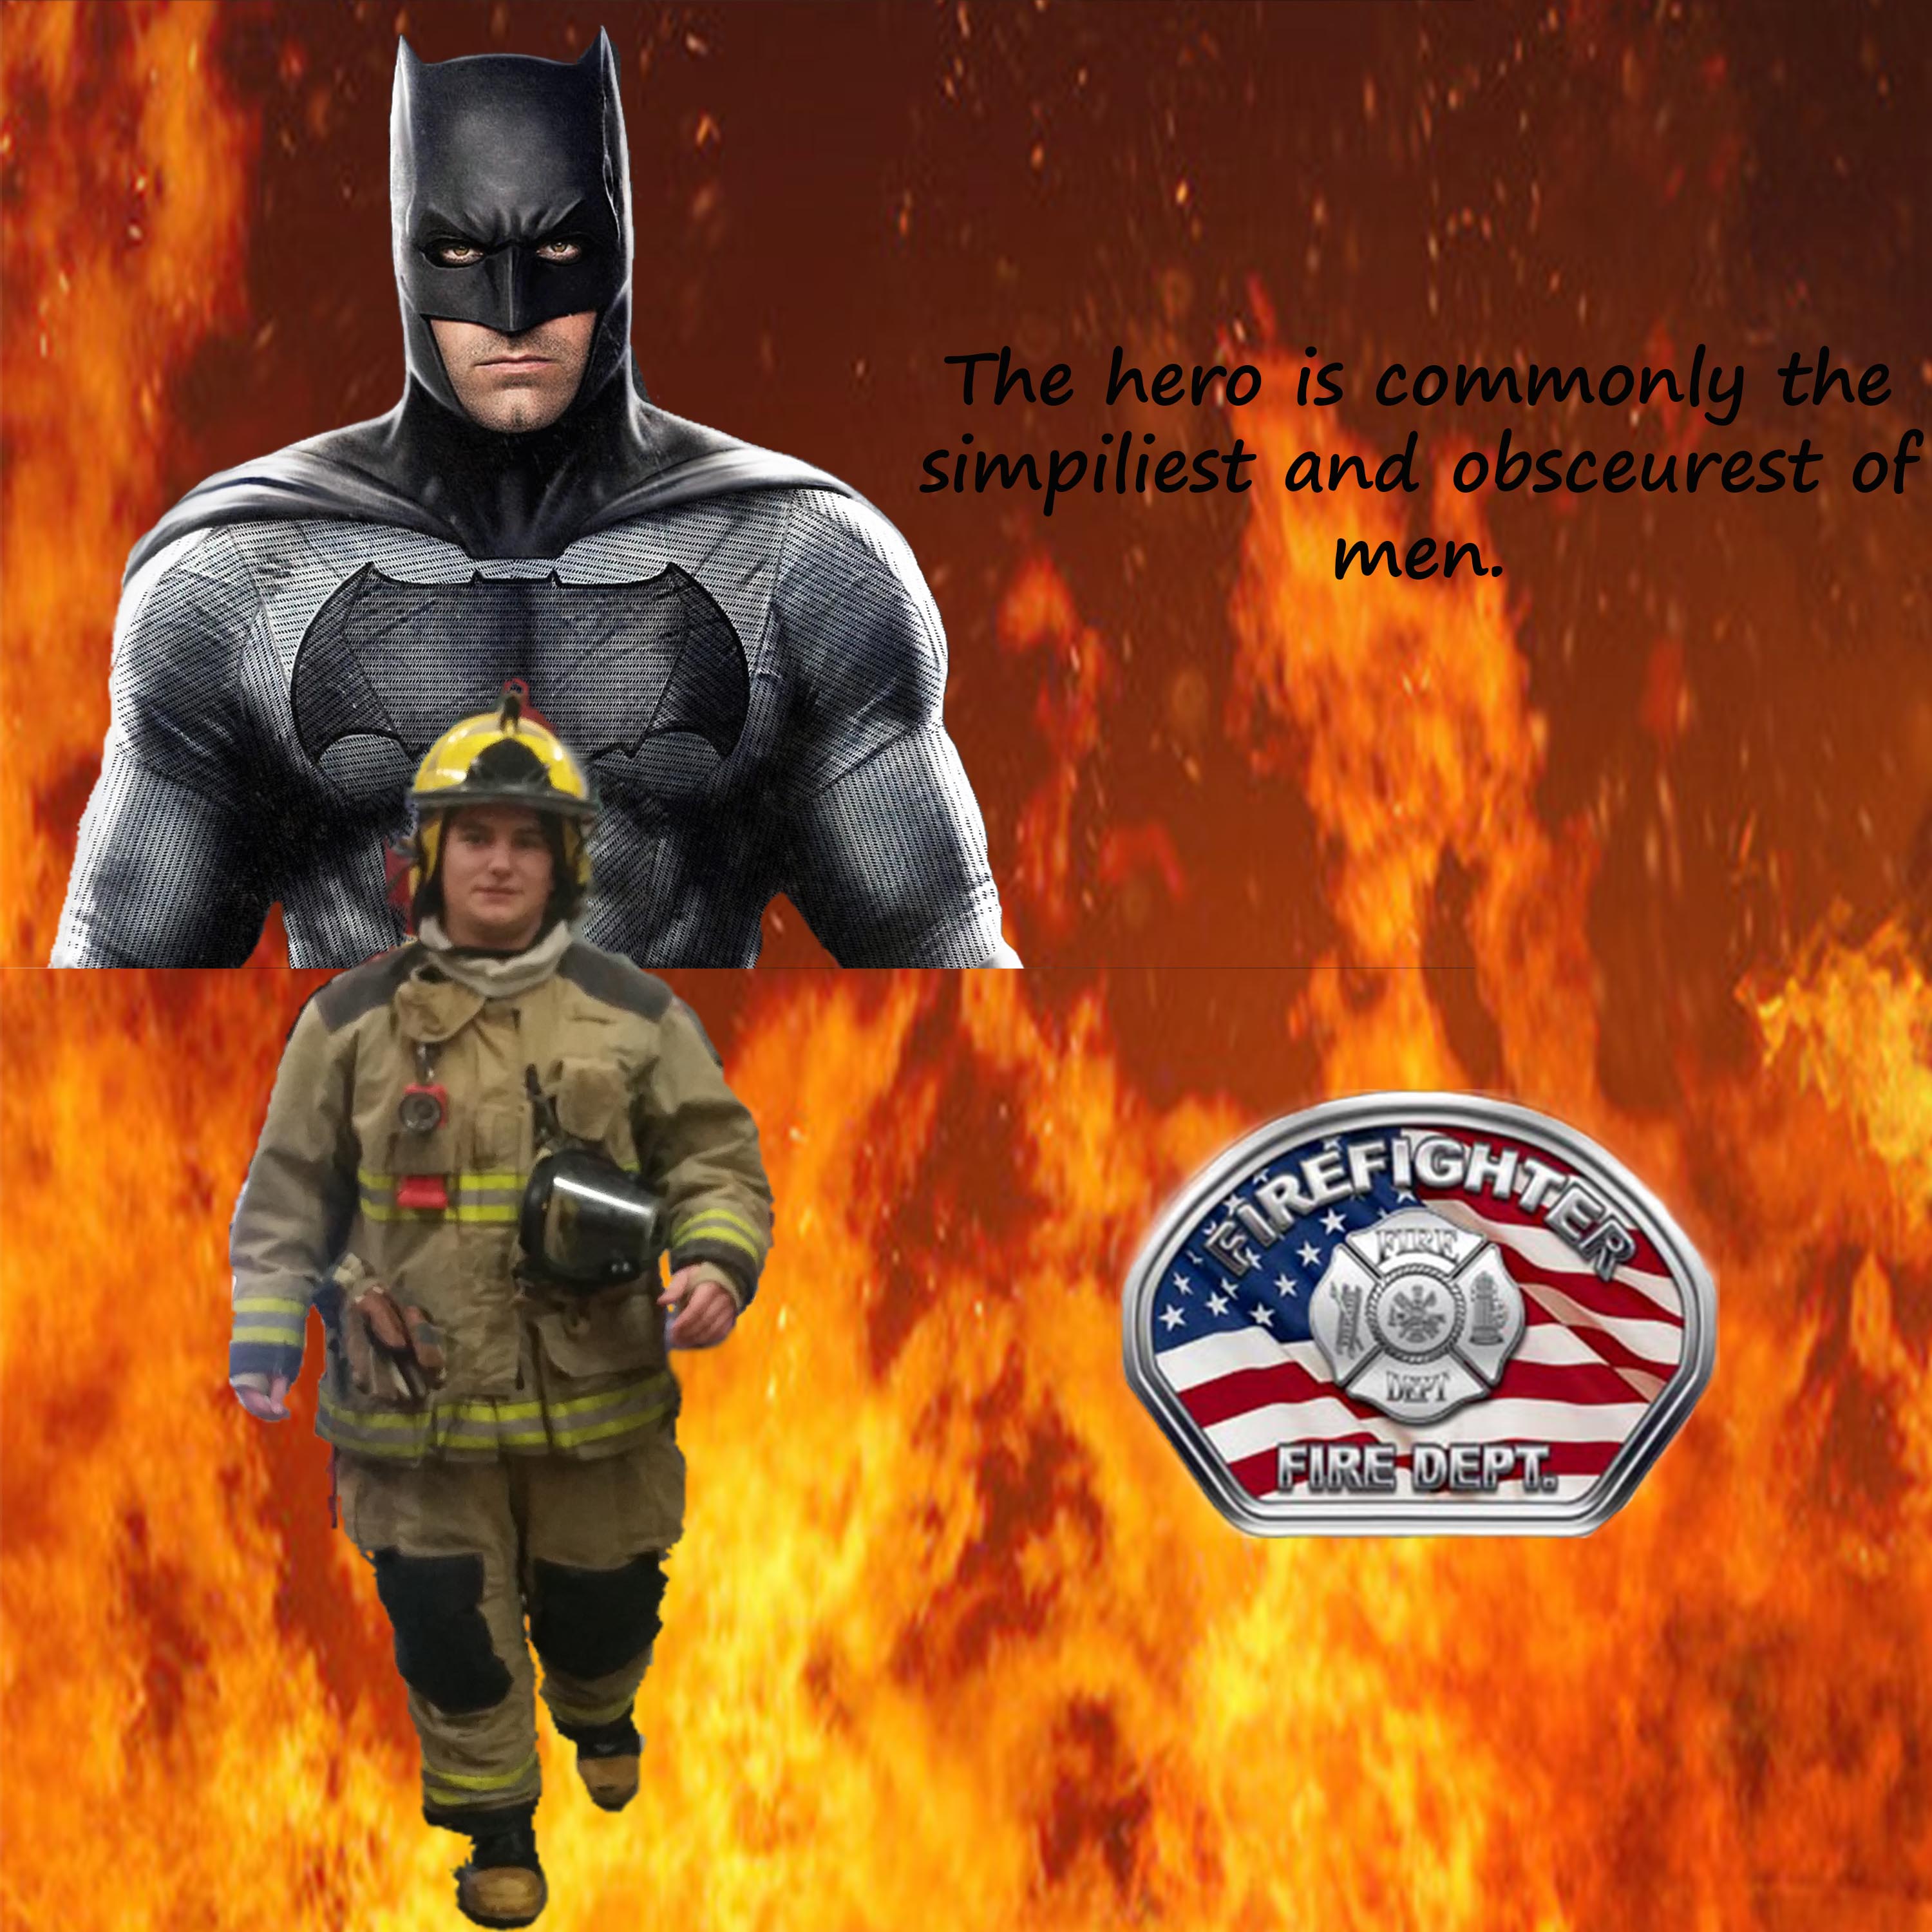 The hero is commonly the
simpiliest and obsceurest of
men.
FIREFIGHTER
FIRE
DEPT
FIRE DEPT.